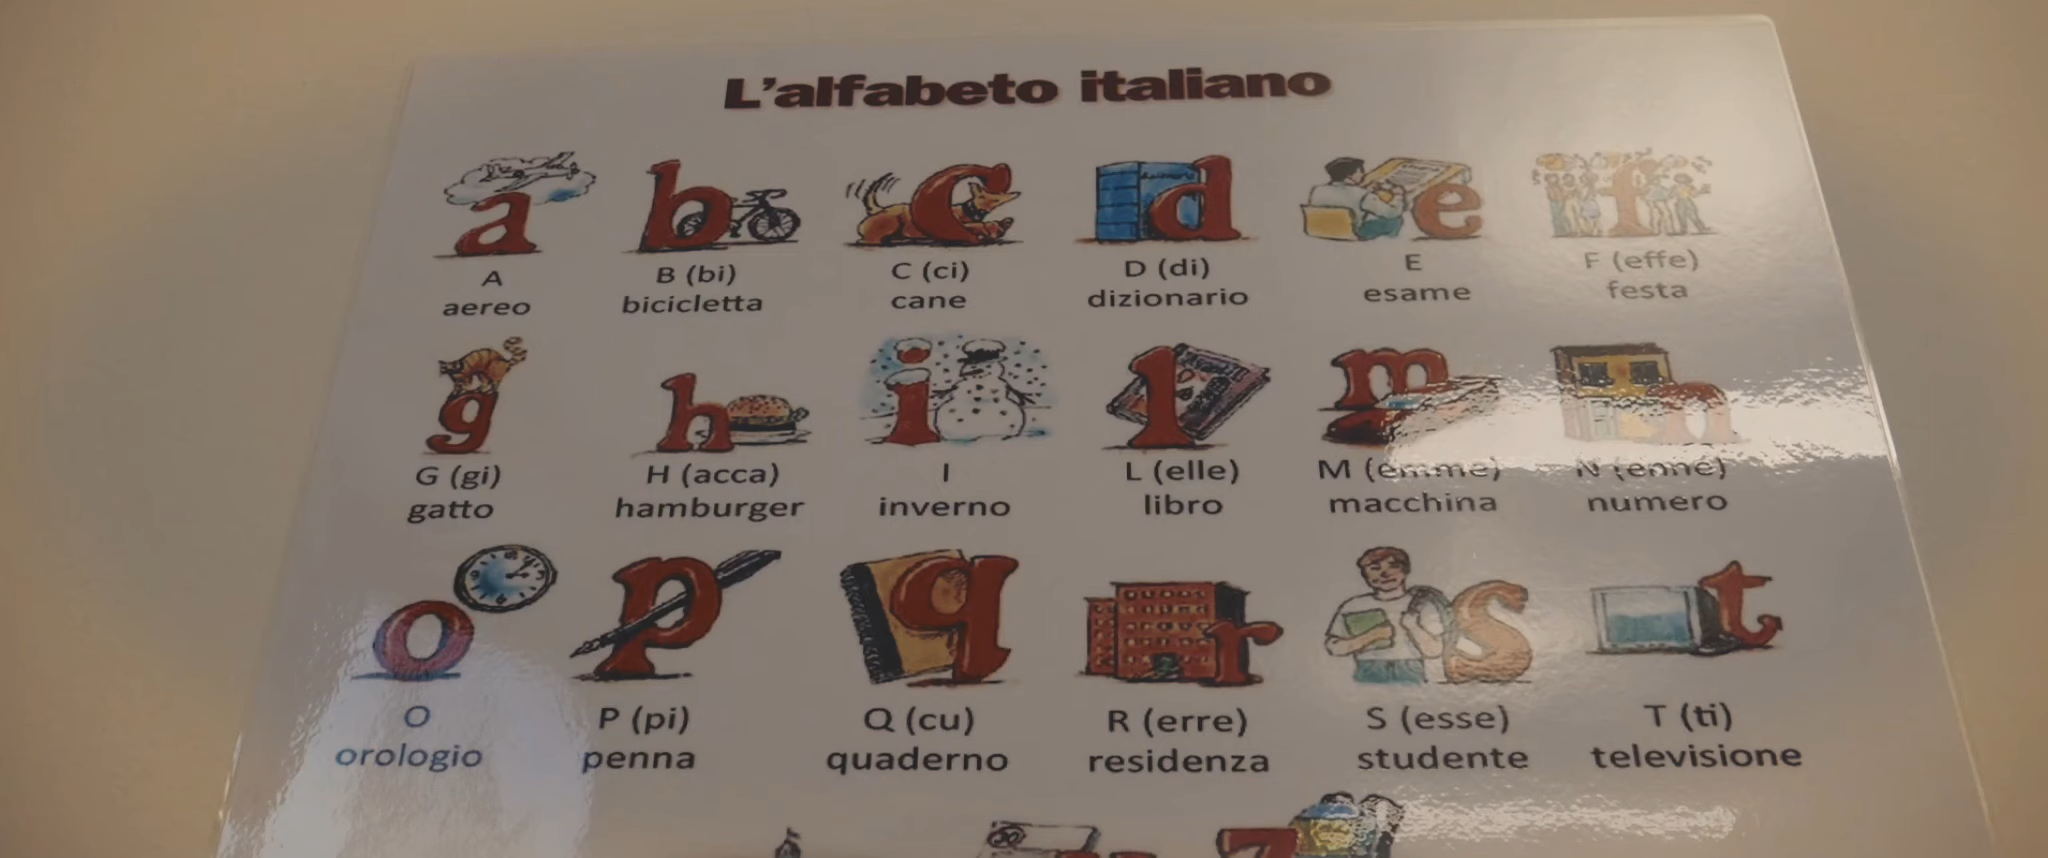 L'alfabeto italiano
A
aereo
B (bi)
bicicletta
C (ci)
cane
D (di)
dizionario
E
esame
F (effe)
festa
G (gi)
gatto
H (acca)
hamburger
I
inverno
L (elle)
libro
M (emme)
macchina
N (enne)
numero
O
orologio
P (pi)
penna
Q (cu)
quaderno
R (erre)
residenza
S (esse)
studente
T (ti)
televisione